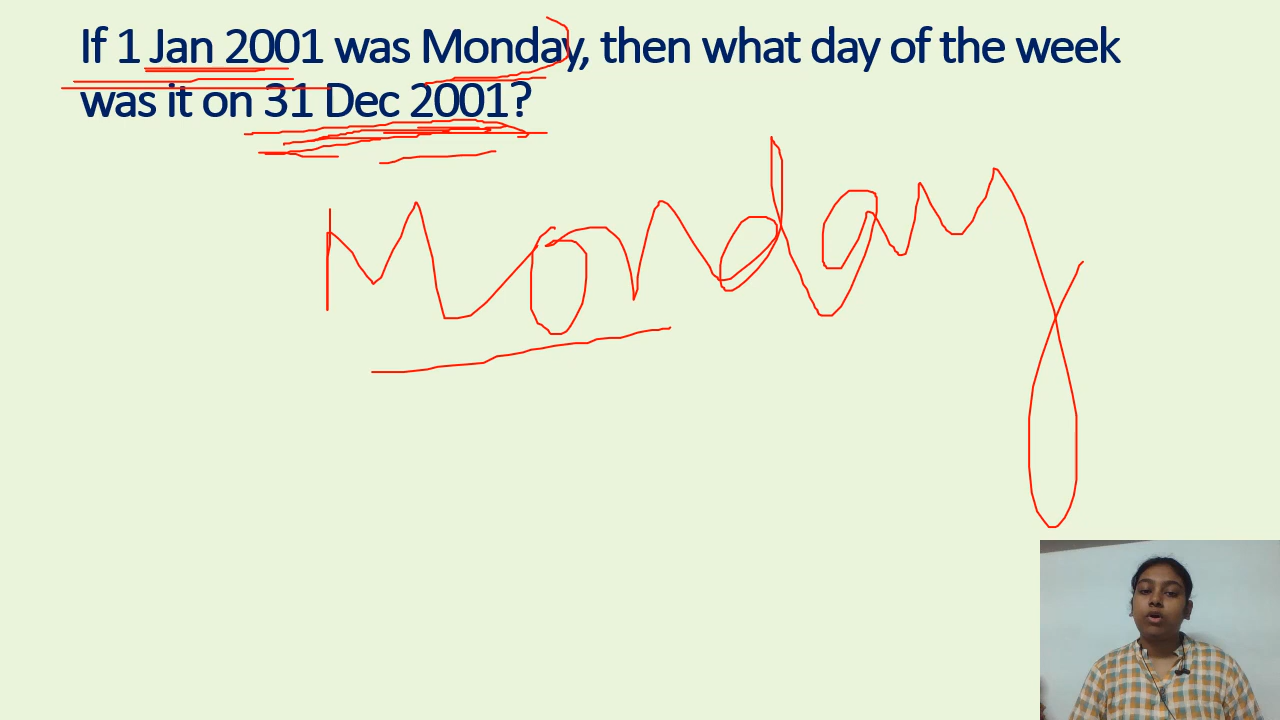 If 1 Jan 2001 was Monday, then what day of the week
was it on 31 Dec 2001?
Monday